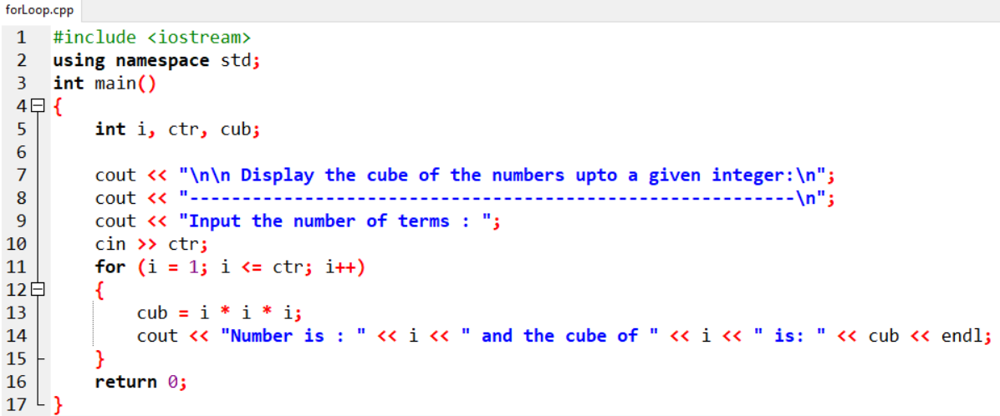 forLoop.cpp
1 #include <iostream>
2 using namespace std;
3 int main()
4 {
5 int i, ctr, cub;
6
7 cout << "\n\n Display the cube of the numbers upto a given integer:\n";
8 cout << "----------------------------------------------------------\n";
9 cout << "Input the number of terms : ";
10 cin >> ctr;
11 for (i = 1; i <= ctr; i++)
12 {
13 cub = i * i * i;
14 cout << "Number is : " << i << " and the cube of " << i << " is: " << cub << endl;
15 }
16 return 0;
17 }